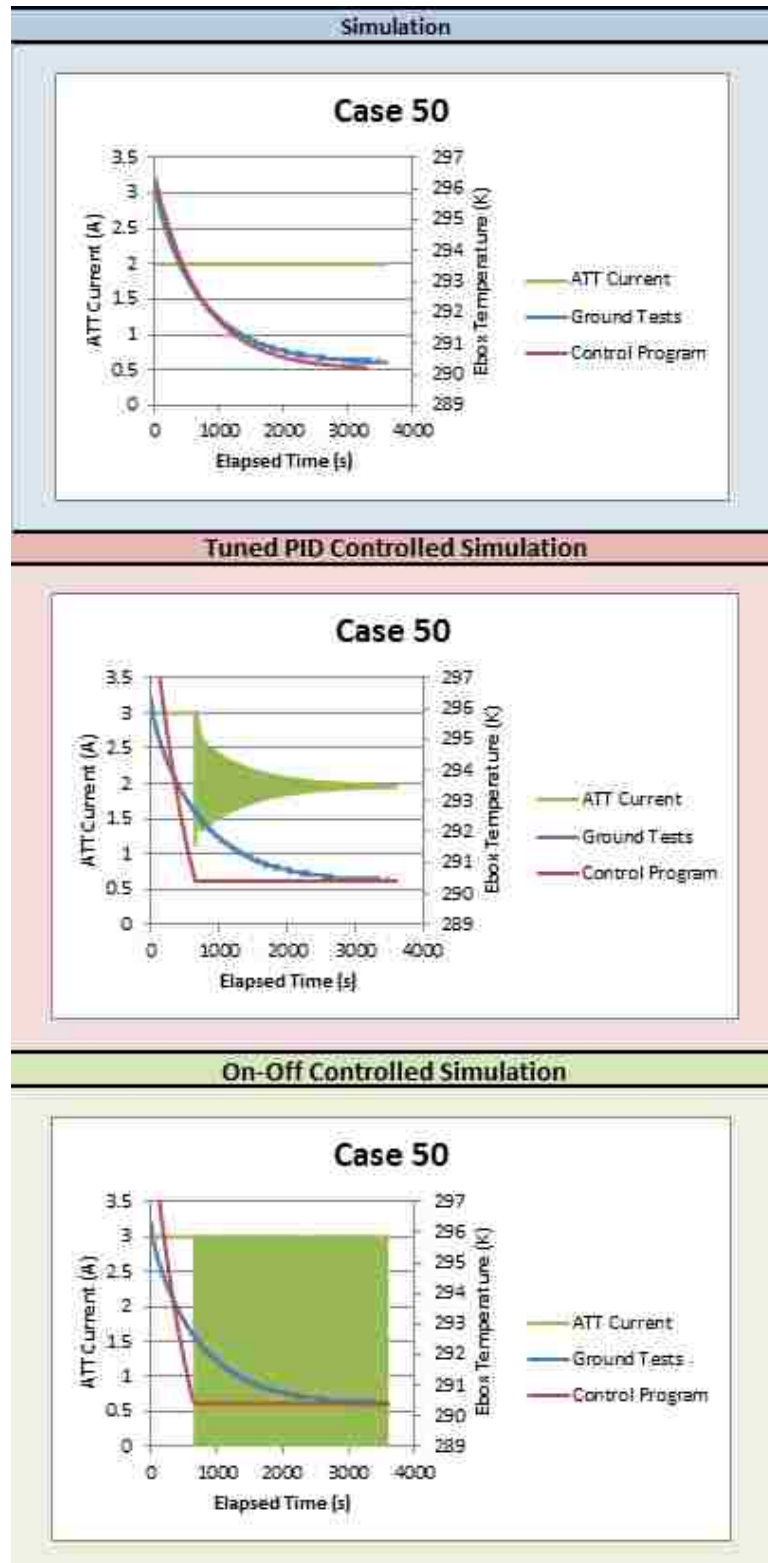 Simulation
Case 50
ATT Current (A)
3.5
3
2.5
2
1.5
1
0.5
0
297
296
295
294
293
292
291
290
289
Ebox Temperature (K)
0 1000 2000 3000 4000
Elapsed Time (s)
ATT Current
Ground Tests
Control Program
Tuned PID Controlled Simulation
Case 50
ATT Current (A)
3.5
3
2.5
2
1.5
1
0.5
0
297
296
295
294
293
292
291
290
289
Ebox Temperature (K)
0 1000 2000 3000 4000
Elapsed Time (s)
ATT Current
Ground Tests
Control Program
On-Off Controlled Simulation
Case 50
ATT Current (A)
3.5
3
2.5
2
1.5
1
0.5
0
297
296
295
294
293
292
291
290
289
Ebox Temperature (K)
0 1000 2000 3000 4000
Elapsed Time (s)
ATT Current
Ground Tests
Control Program